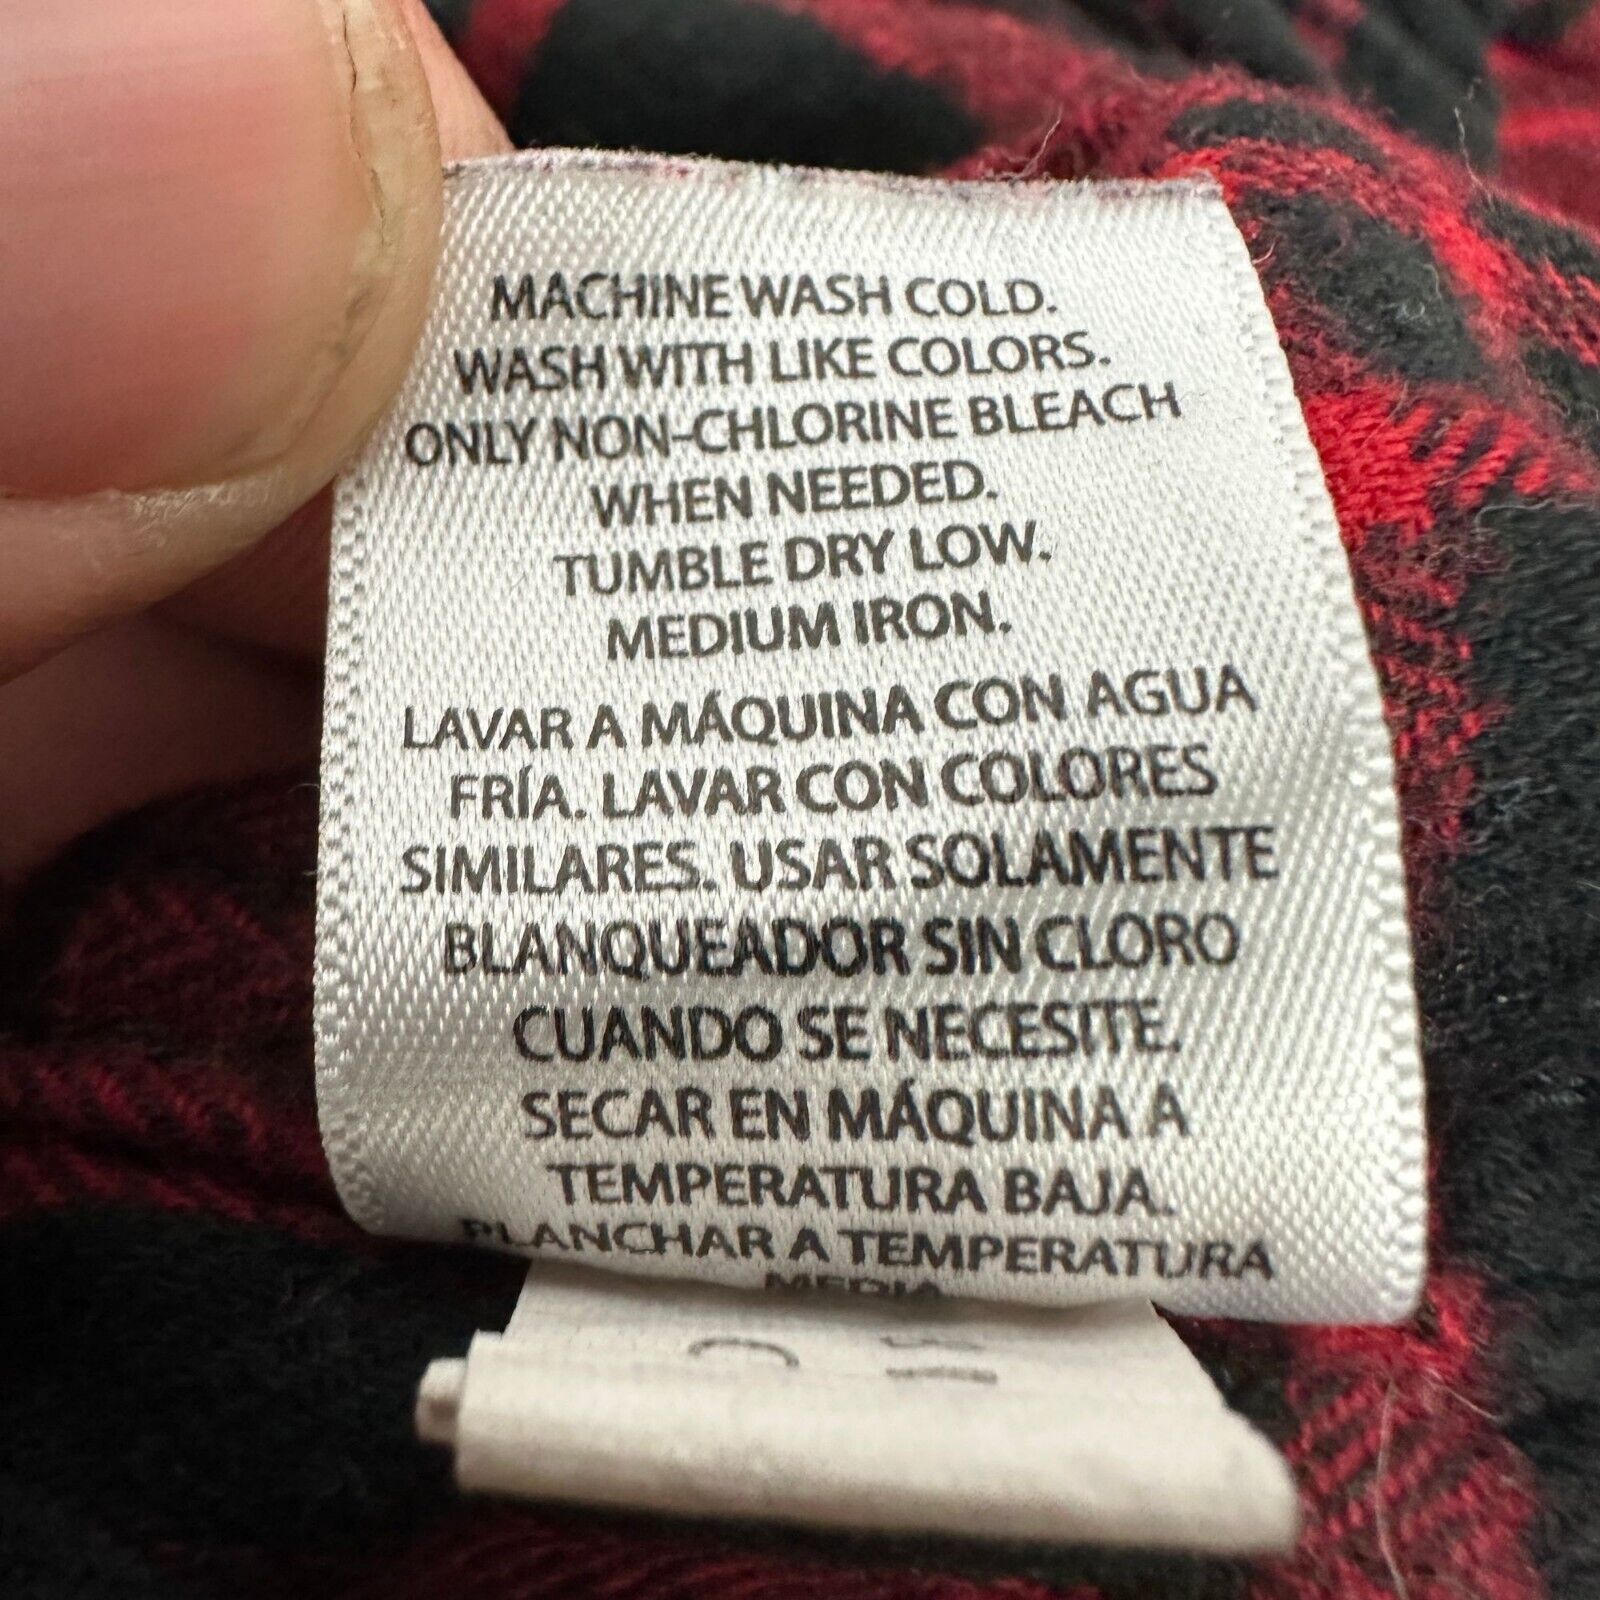 MACHINE WASH COLD.
WASH WITH LIKE COLORS.
ONLY NON-CHLORINE BLEACH
WHEN NEEDED.
TUMBLE DRY LOW.
MEDIUM IRON.
LAVAR A MÁQUINA CON AGUA
FRÍA. LAVAR CON COLORES
SIMILARES. USAR SOLAMENTE
BLANQUEADOR SIN CLORO
CUANDO SE NECESITE.
SECAR EN MÁQUINA A
TEMPERATURA BAJA.
PLANCHAR A TEMPERATURA
MEDIA